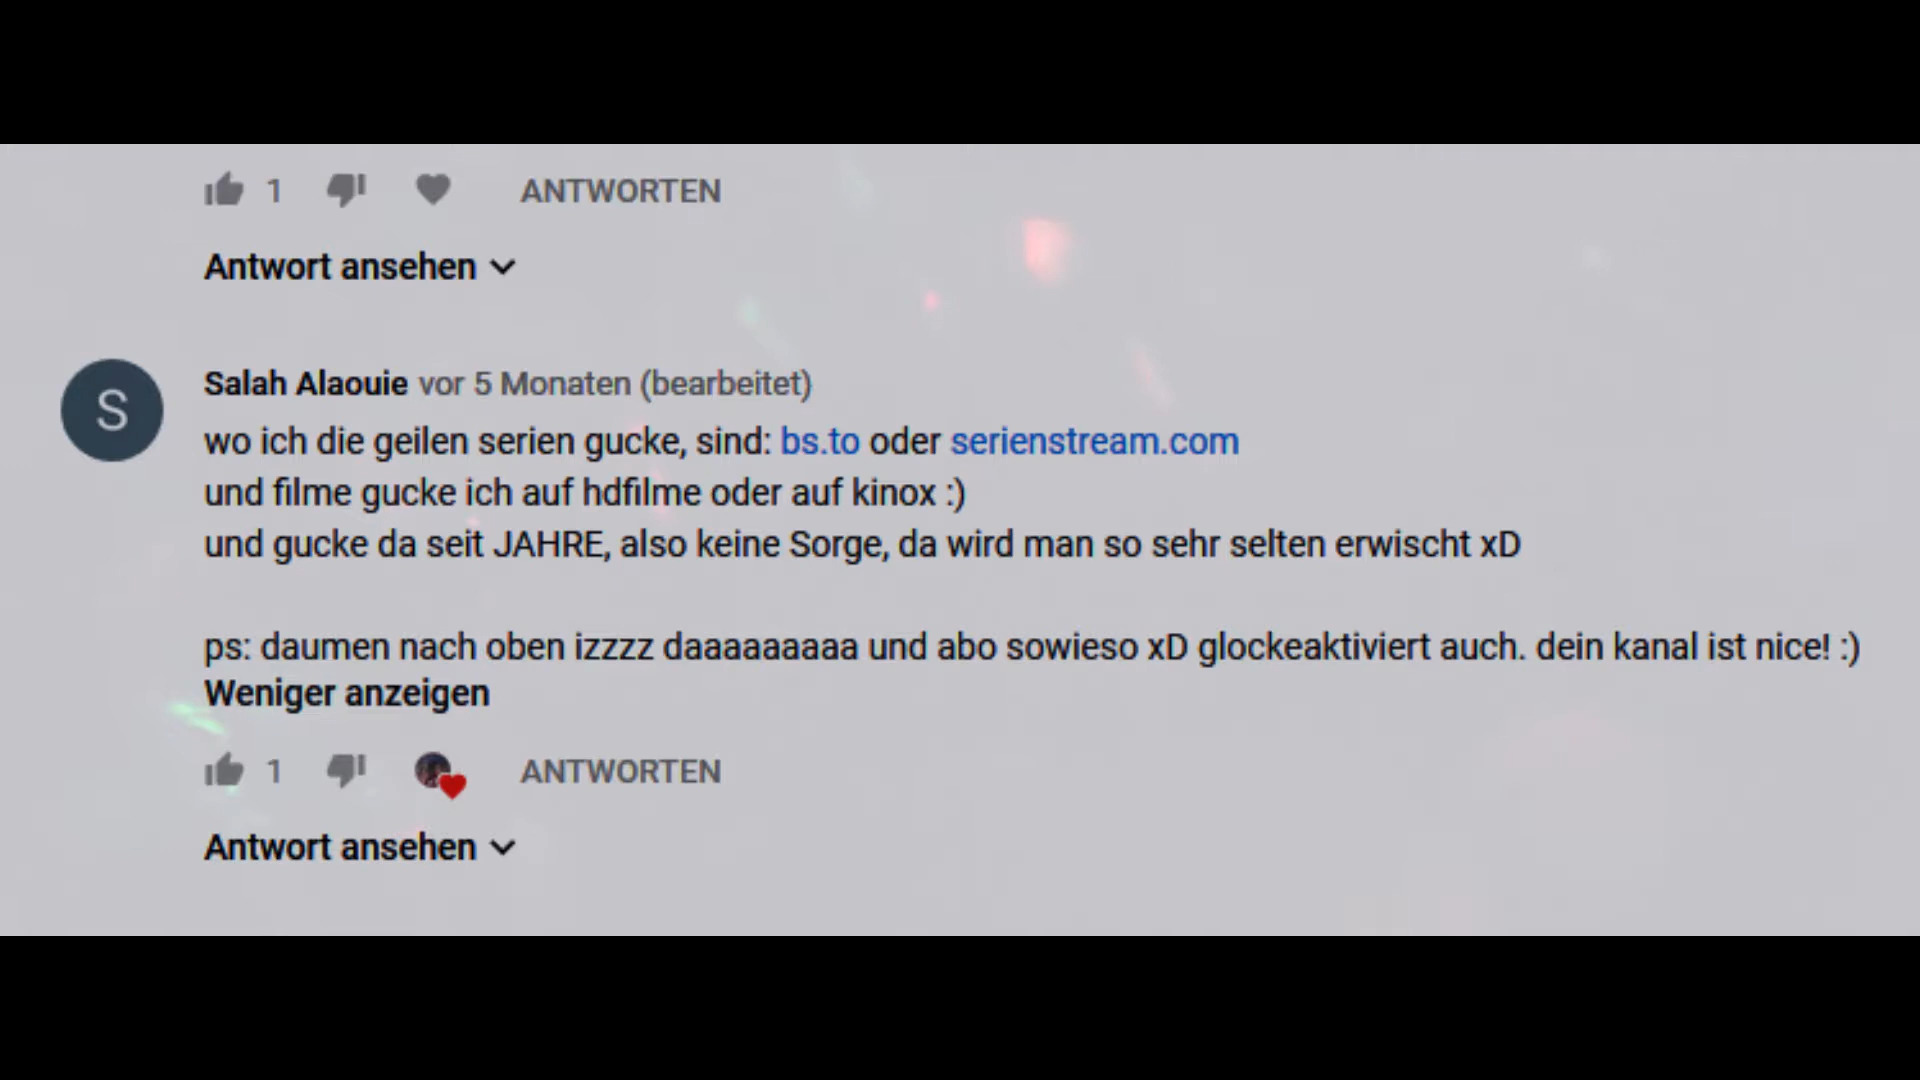 1 ANTWORTEN
Antwort ansehen
S
Salah Alaouie vor 5 Monaten (bearbeitet)
wo ich die geilen serien gucke, sind: bs.to oder serienstream.com
und filme gucke ich auf hdfilme oder auf kinox :)
und gucke da seit JAHRE, also keine Sorge, da wird man so sehr selten erwischt xD
ps: daumen nach oben izzzz daaaaaaaaa und abo sowieso xD glockeaktiviert auch. dein kanal ist nice! :)
Weniger anzeigen
1 ANTWORTEN
Antwort ansehen